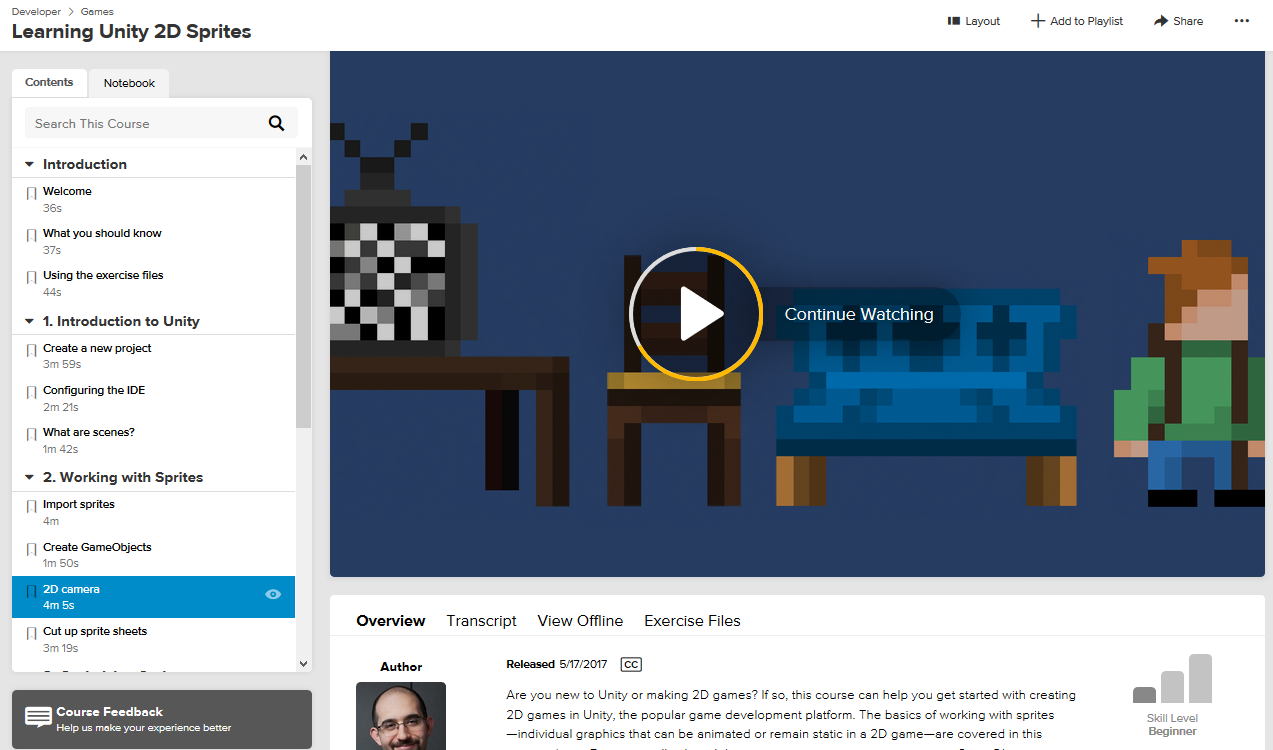 Developer > Games
Learning Unity 2D Sprites
Layout
Add to Playlist
Share
Contents
Notebook
Search This Course
Introduction
Welcome
36s
What you should know
37s
Using the exercise files
44s
1. Introduction to Unity
Create a new project
3m 59s
Configuring the IDE
2m 21s
What are scenes?
1m 42s
2. Working with Sprites
Import sprites
4m
Create GameObjects
1m 50s
2D camera
4m 5s
Cut up sprite sheets
3m 19s
Course Feedback
Help us make your experience better
Continue Watching
Overview
Transcript
View Offline
Exercise Files
Author
Released 5/17/2017 CC
Are you new to Unity or making 2D games? If so, this course can help you get started with creating
2D games in Unity, the popular game development platform. The basics of working with sprites
—individual graphics that can be animated or remain static in a 2D game—are covered in this
Skill Level
Beginner